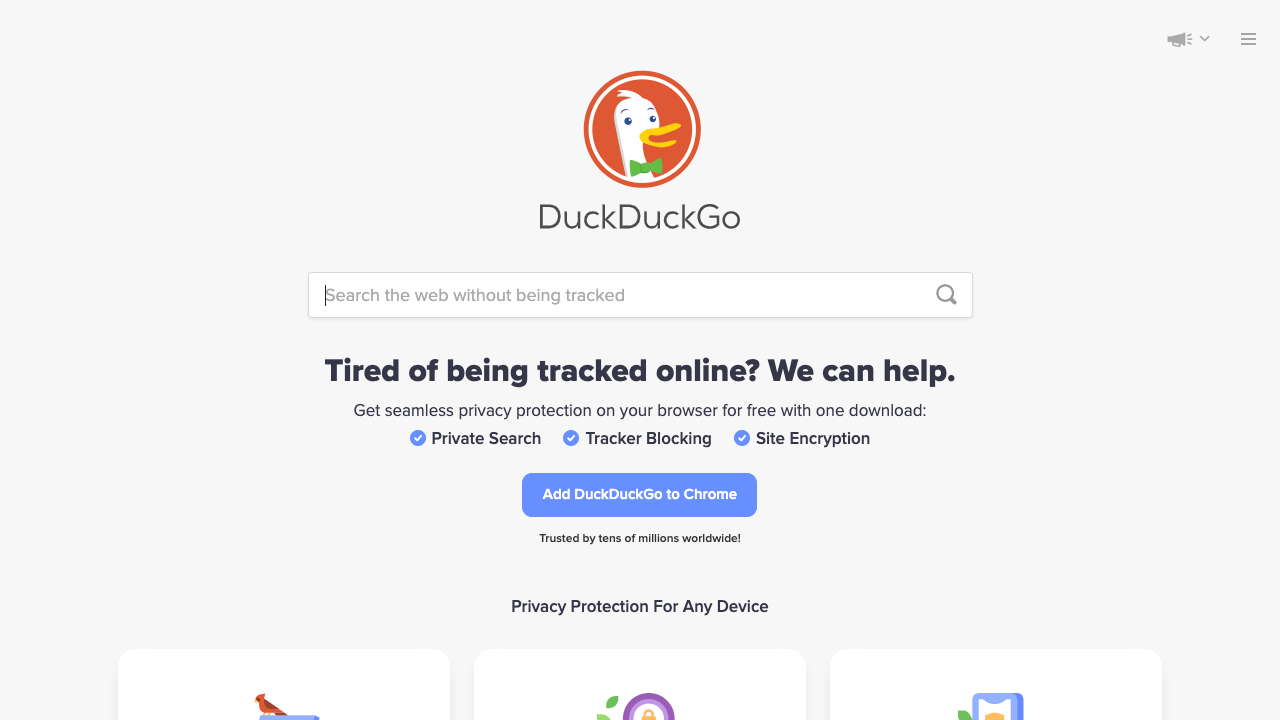 DuckDuckGo
Search the web without being tracked
Tired of being tracked online? We can help.
Get seamless privacy protection on your browser for free with one download:
Private Search Tracker Blocking Site Encryption
Add DuckDuckGo to Chrome
Trusted by tens of millions worldwide!
Privacy Protection For Any Device